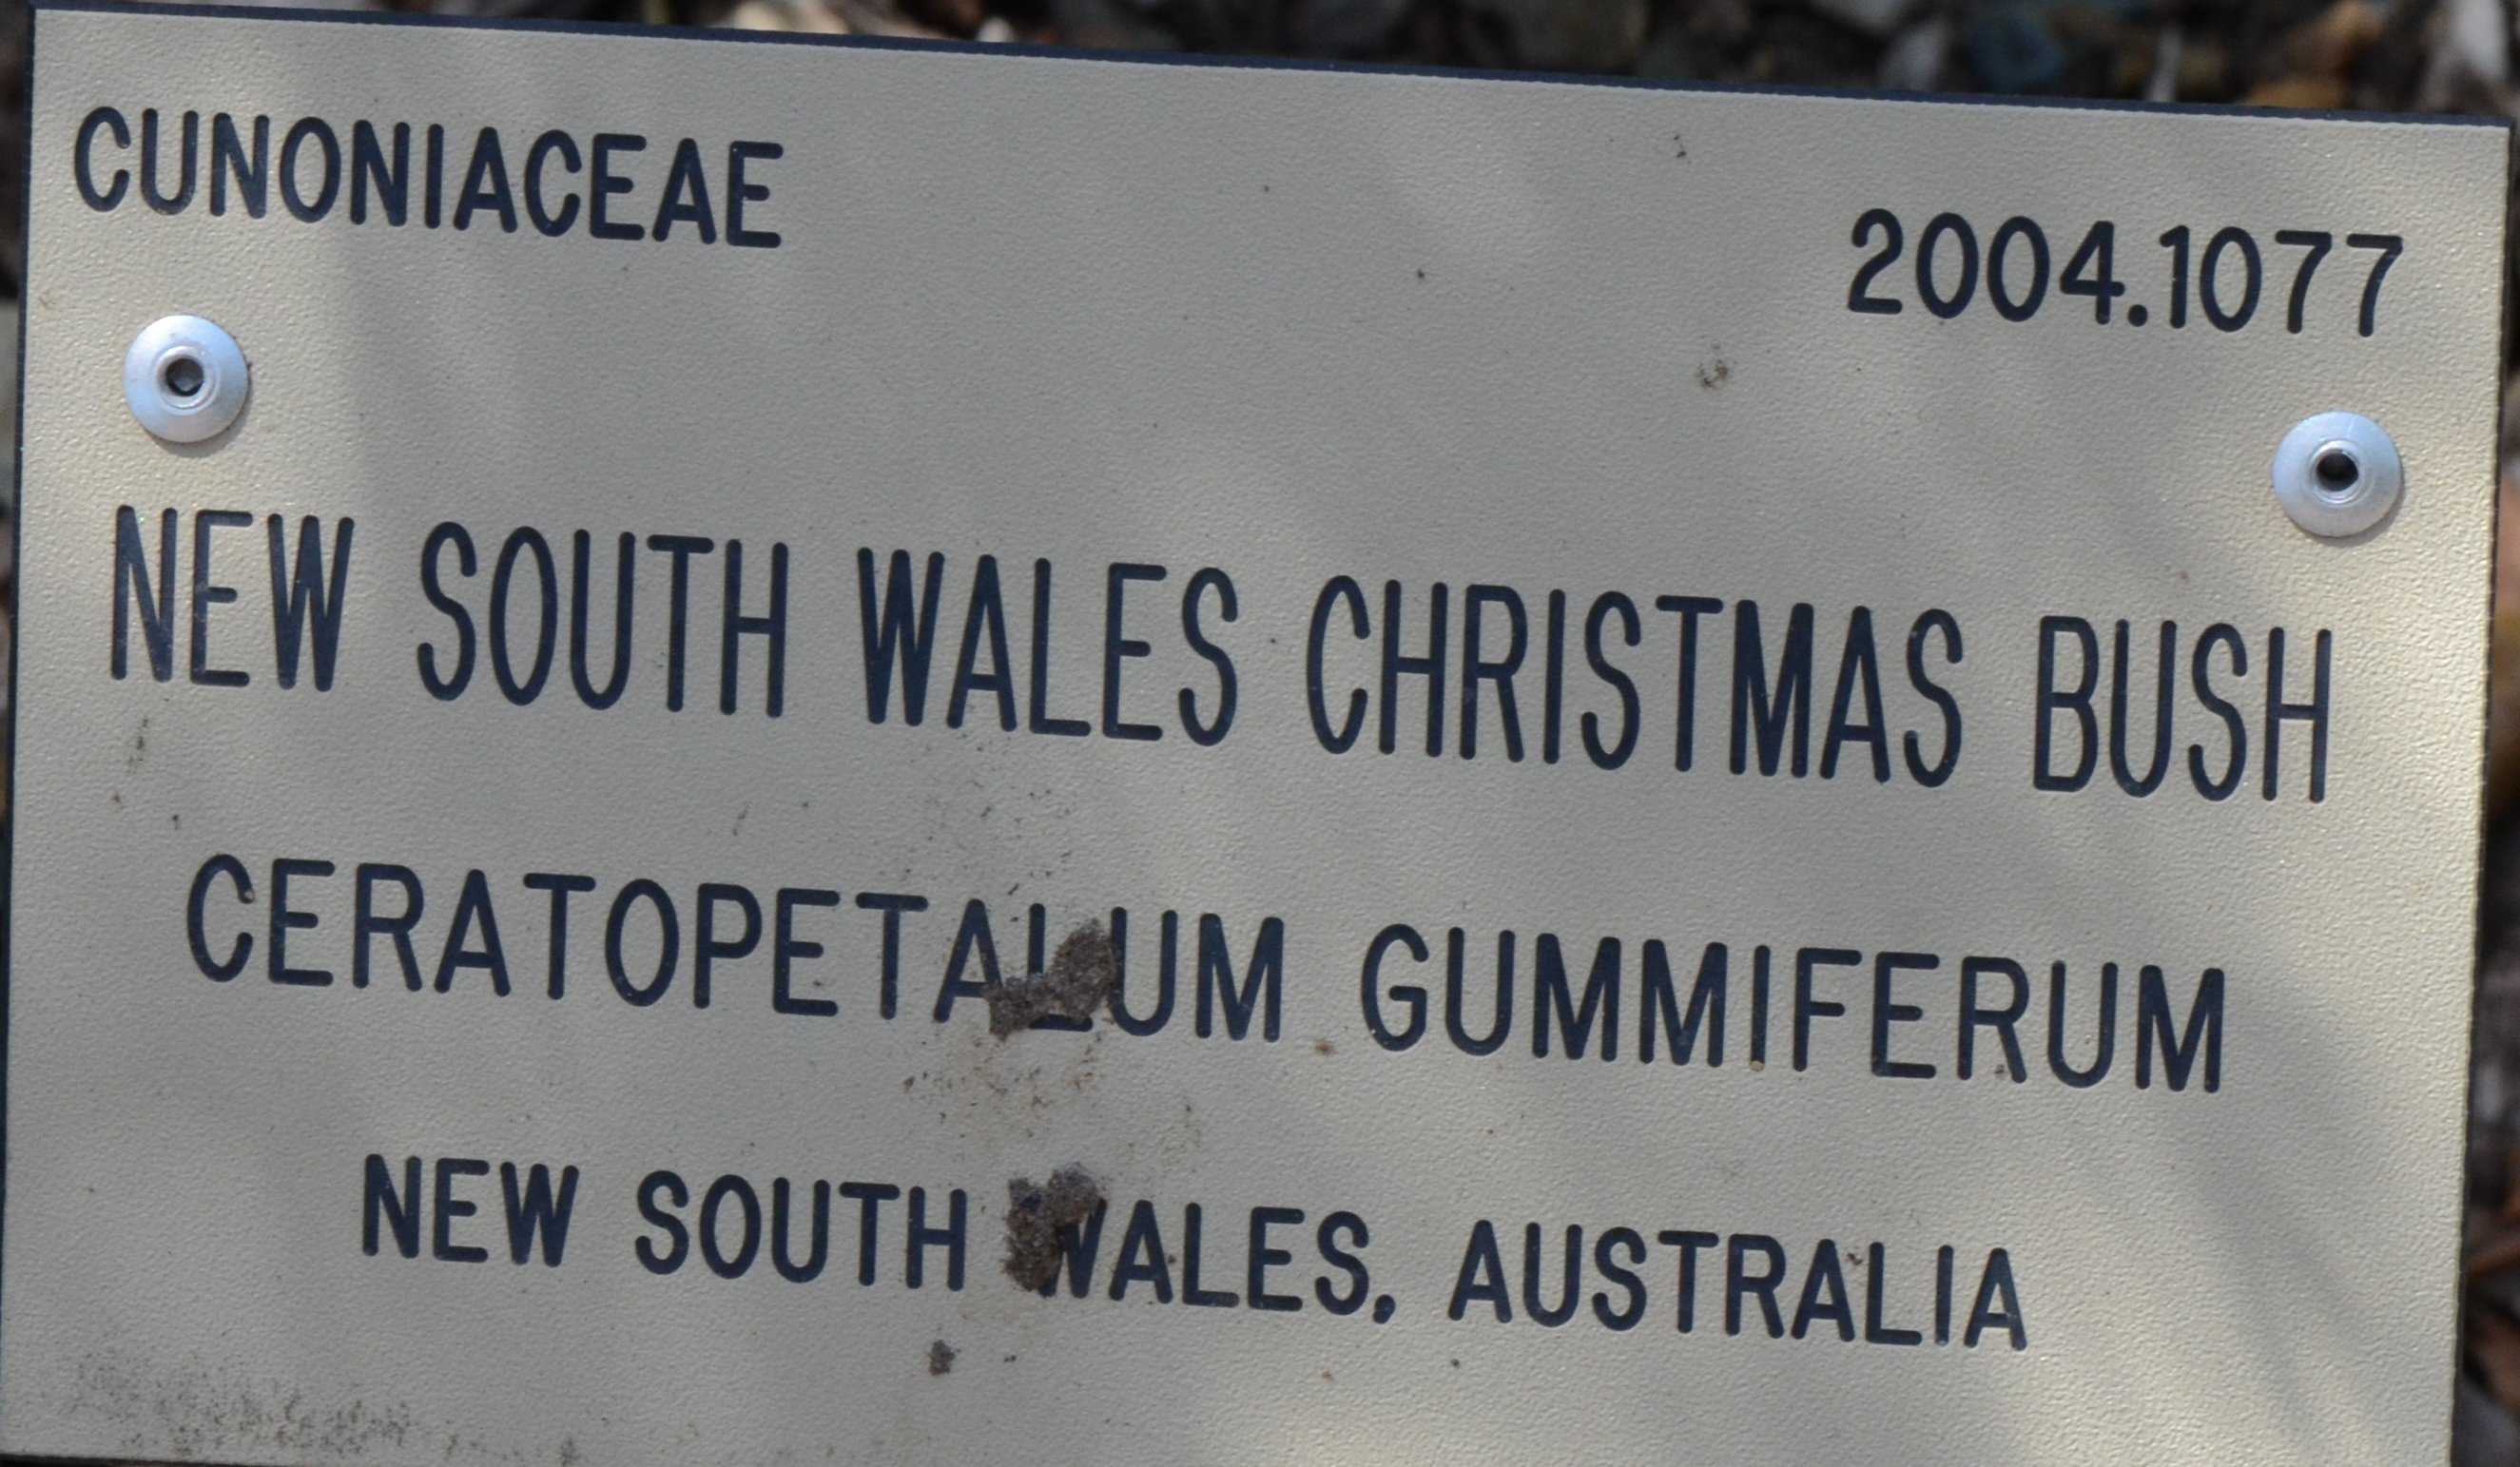 CUNONIACEAE
2004.1077
NEW SOUTH WALES CHRISTMAS BUSH
CERATOPETALUM GUMMIFERUM
NEW SOUTH WALES, AUSTRALIA